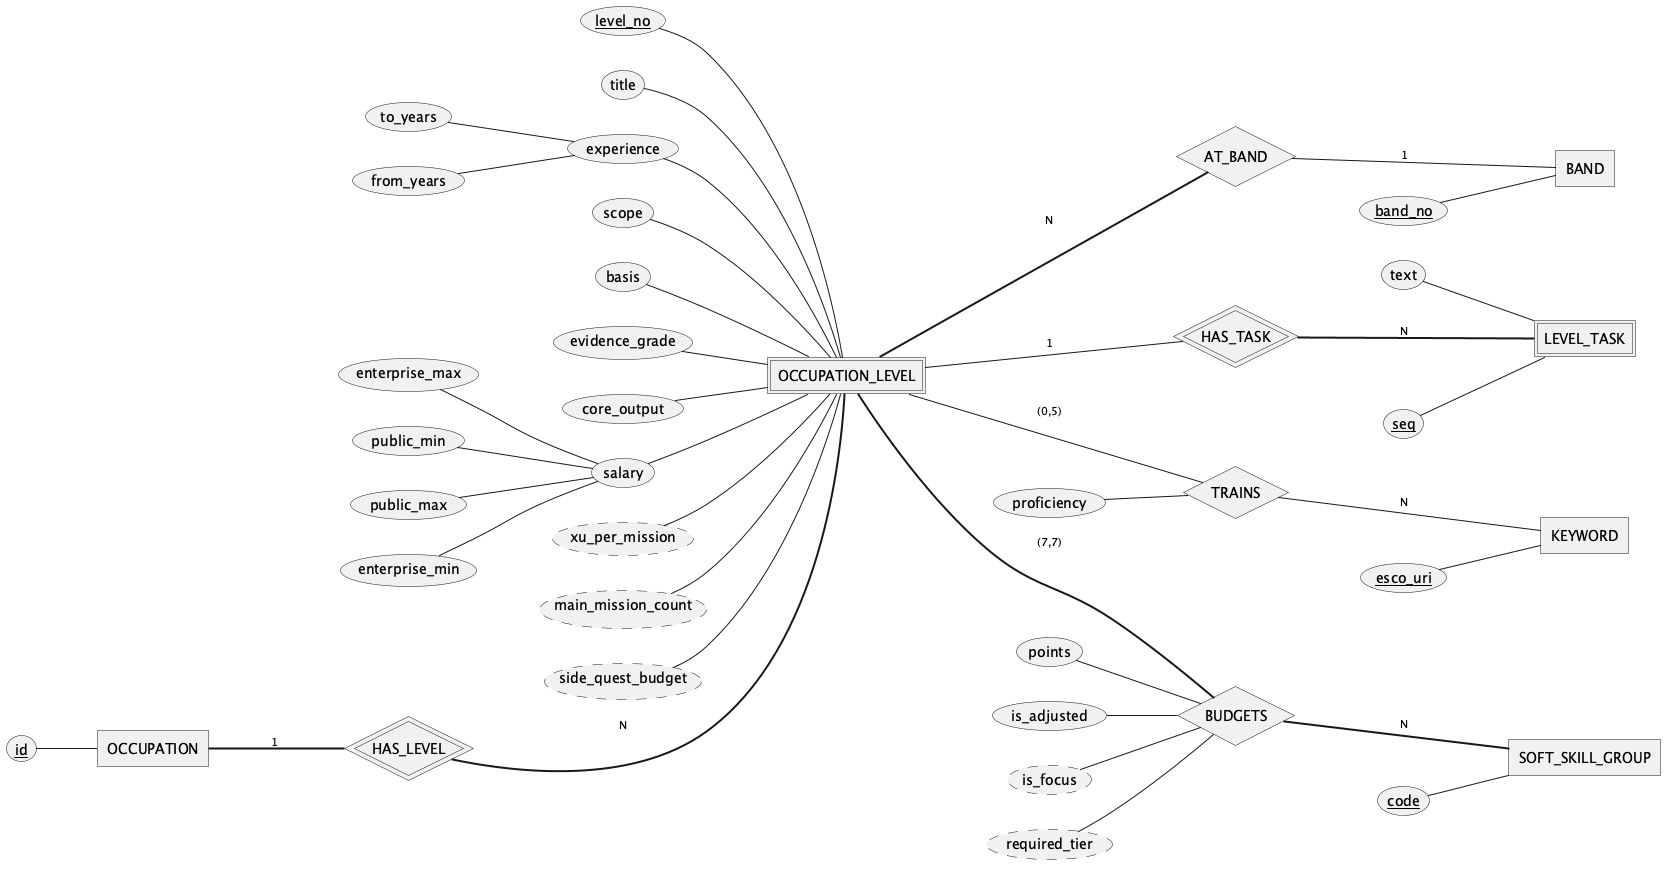 level_no
title
to_years
experience
from_years
AT_BAND
1
BAND
band_no
scope
N
basis
text
evidence_grade
HAS_TASK
1
N
LEVEL_TASK
enterprise_max
OCCUPATION_LEVEL
core_output
(0,5)
seq
public_min
salary
public_max
proficiency
TRAINS
N
KEYWORD
xu_per_mission
(7,7)
enterprise_min
esco_uri
main_mission_count
points
side_quest_budget
is_adjusted
BUDGETS
N
N
id
OCCUPATION
1
HAS_LEVEL
SOFT_SKILL_GROUP
is_focus
code
required_tier